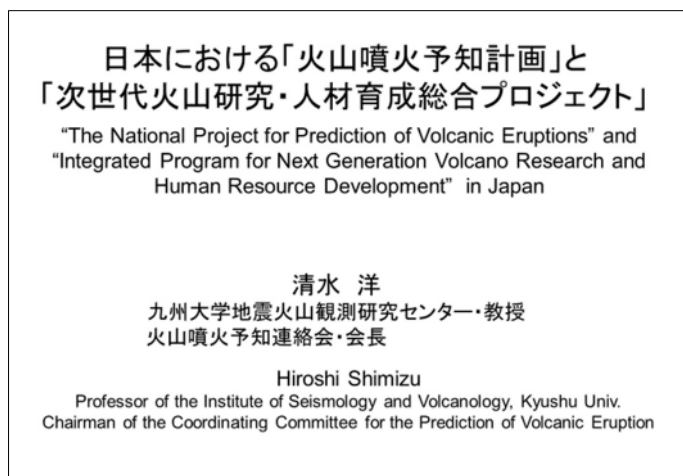 日本における「火山噴火予知計画」と
「次世代火山研究・人材育成総合プロジェクト」
“The National Project for Prediction of Volcanic Eruptions” and
“Integrated Program for Next Generation Volcano Research and
Human Resource Development” in Japan
清水 洋
九州大学地震火山観測研究センター・教授
火山噴火予知連絡会・会長
Hiroshi Shimizu
Professor of the Institute of Seismology and Volcanology, Kyushu Univ.
Chairman of the Coordinating Committee for the Prediction of Volcanic Eruption